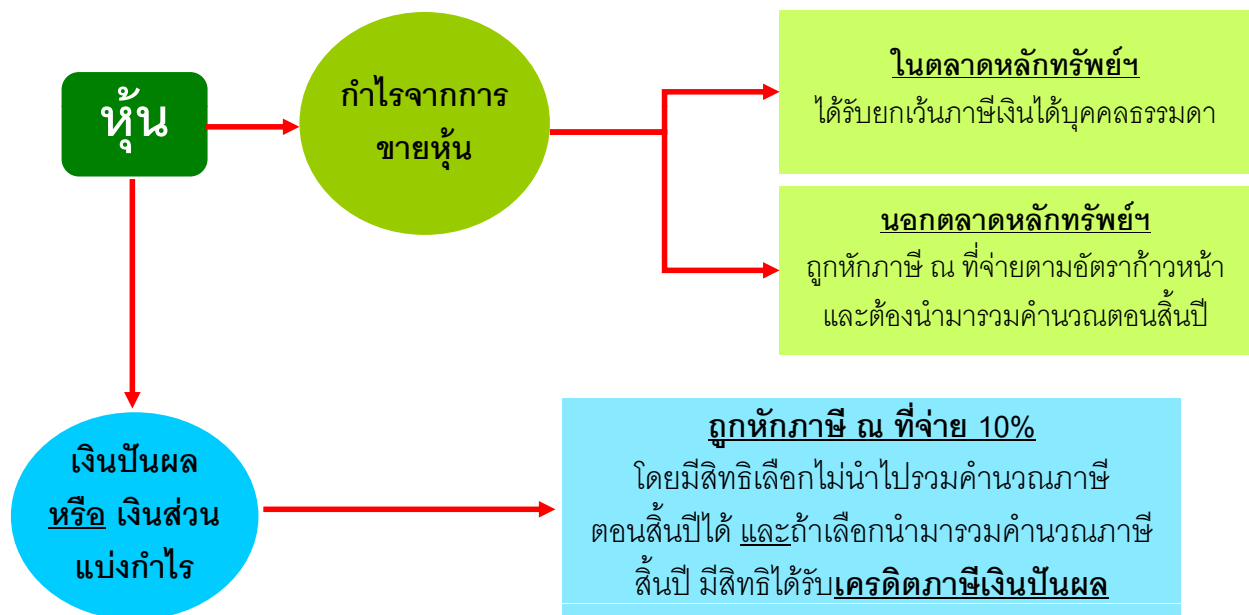 หุ้น
กำไรจากการ
ขายหุ้น
ในตลาดหลักทรัพย์ฯ
ได้รับยกเว้นภาษีเงินได้บุคคลธรรมดา
นอกตลาดหลักทรัพย์ฯ
ถูกหักภาษี ณ ที่จ่ายตามอัตราก้าวหน้า
และต้องนำมารวมคำนวณตอนสิ้นปี
เงินปันผล
หรือ เงินส่วน
แบ่งกำไร
ถูกหักภาษี ณ ที่จ่าย 10%
โดยมีสิทธิเลือกไม่นำไปรวมคำนวณภาษี
ตอนสิ้นปีได้ และถ้าเลือกนำมารวมคำนวณภาษี
สิ้นปี มีสิทธิได้รับเครดิตภาษีเงินปันผล